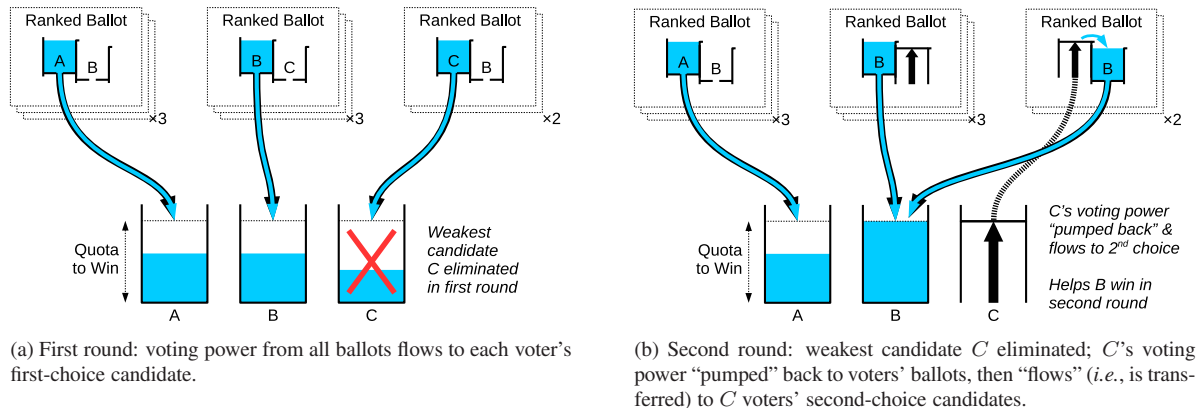 Ranked Ballot
A
B
×3
Ranked Ballot
B
C
×3
Ranked Ballot
C
B
×2
Quota
to Win
A
B
C
Weakest
candidate
C eliminated
in first round
(a) First round: voting power from all ballots flows to each voter's
first-choice candidate.
Ranked Ballot
A
B
×3
Ranked Ballot
B
×3
Ranked Ballot
B
×2
Quota
to Win
A
B
C
C's voting power
"pumped back" &
flows to 2nd choice
Helps B win in
second round
(b) Second round: weakest candidate C eliminated; C's voting
power "pumped" back to voters' ballots, then "flows" (i.e., is trans-
ferred) to C voters' second-choice candidates.